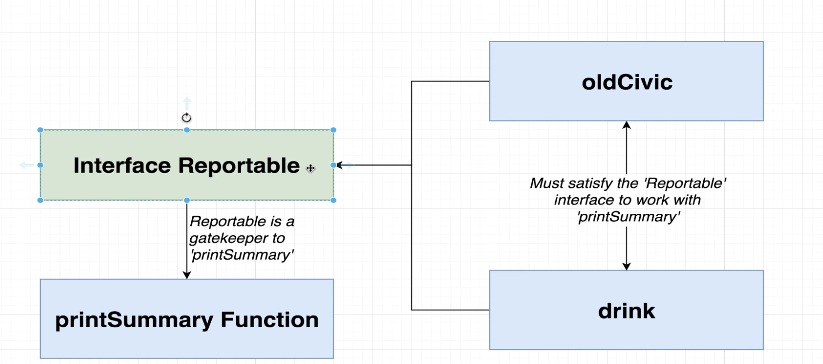 oldCivic
Interface Reportable
Must satisfy the 'Reportable'
interface to work with
'printSummary'
Reportable is a
gatekeeper to
'printSummary'
printSummary Function
drink